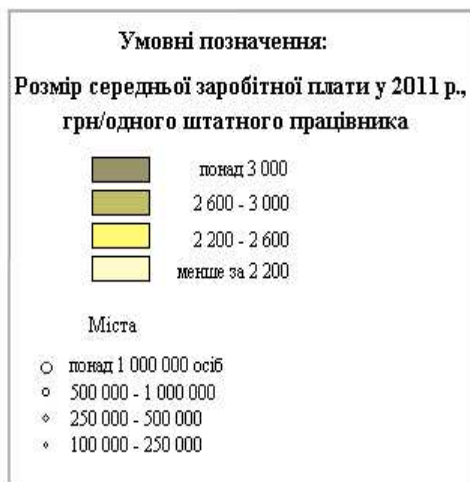 Умовні позначення:
Розмір середньої заробітної плати у 2011 р.,
грн/одного штатного працівника
понад 3 000
2 600 - 3 000
2 200 - 2 600
менше за 2 200
Міста
понад 1 000 000 осіб
500 000 - 1 000 000
250 000 - 500 000
100 000 - 250 000